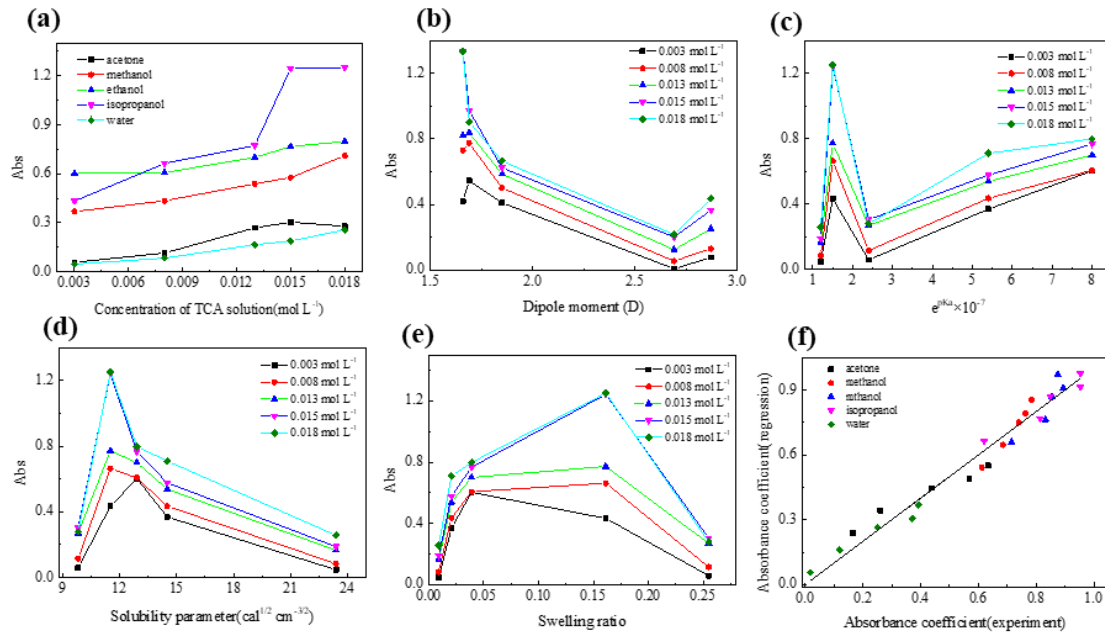 (a)
acetone
methanol
ethanol
isopropanol
water
Abs
1.2
0.9
0.6
0.3
0.0
0.003 0.006 0.009 0.012 0.015 0.018
Concentration of TCA solution(mol L⁻¹)
(b)
0.003 mol L⁻¹
0.008 mol L⁻¹
0.013 mol L⁻¹
0.015 mol L⁻¹
0.018 mol L⁻¹
Abs
1.2
0.8
0.4
0.0
2.0 2.5 3.0
Dipole moment (D)
(c)
0.003 mol L⁻¹
0.008 mol L⁻¹
0.013 mol L⁻¹
0.015 mol L⁻¹
0.018 mol L⁻¹
Abs
1.2
0.8
0.4
0.0
1 2 3 4 5 6 7 8
e^pKa×10⁻⁷
(d)
0.003 mol L⁻¹
0.008 mol L⁻¹
0.013 mol L⁻¹
0.015 mol L⁻¹
0.018 mol L⁻¹
Abs
1.2
0.8
0.4
0.0
9 12 15 18 21 24
Solubility parameter(cal^1/2 cm^-3/2)
(e)
0.003 mol L⁻¹
0.008 mol L⁻¹
0.013 mol L⁻¹
0.015 mol L⁻¹
0.018 mol L⁻¹
Abs
1.2
0.8
0.4
0.0
0.00 0.05 0.10 0.15 0.20 0.25
Swelling ratio
(f)
acetone
methanol
mthanol
isopropanol
water
Absorbance coefficient(regression)
0.9
0.6
0.3
0.0
0.0 0.2 0.4 0.6 0.8 1.0
Absorbance coefficient(experiment)